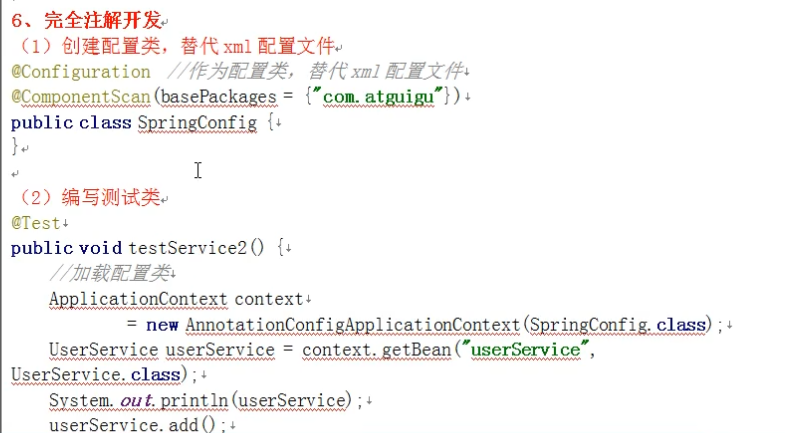 6、完全注解开发
（1）创建配置类，替代 xml 配置文件
@Configuration //作为配置类，替代 xml 配置文件
@ComponentScan(basePackages = {"com.atguigu"})
public class SpringConfig {
}
（2）编写测试类
@Test
public void testService2() {
//加载配置类
ApplicationContext context
= new AnnotationConfigApplicationContext(SpringConfig.class);
UserService userService = context.getBean("userService",
UserService.class);
System.out.println(userService);
userService.add();